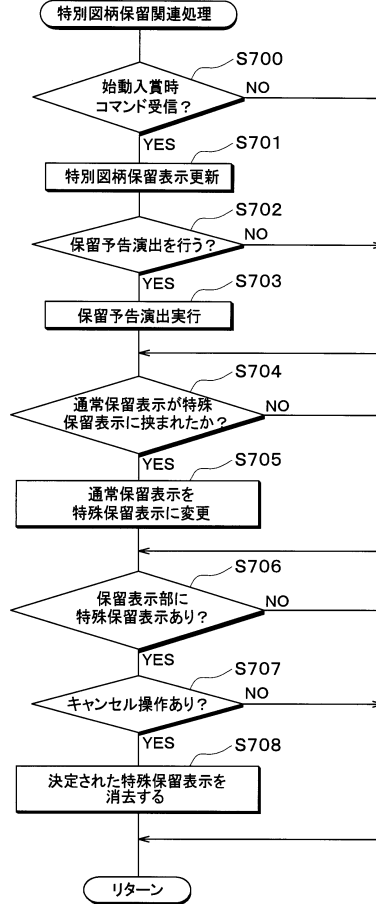 特別図柄保留関連処理
S700
始動入賞時
コマンド受信？
NO
YES
S701
特別図柄保留表示更新
S702
保留予告演出を行う？
NO
YES
S703
保留予告演出実行
S704
通常保留表示が特殊
保留表示に挟まれたか？
NO
YES
S705
通常保留表示を
特殊保留表示に変更
S706
保留表示部に
特殊保留表示あり？
NO
YES
S707
キャンセル操作あり？
NO
YES
S708
決定された特殊保留表示を
消去する
リターン